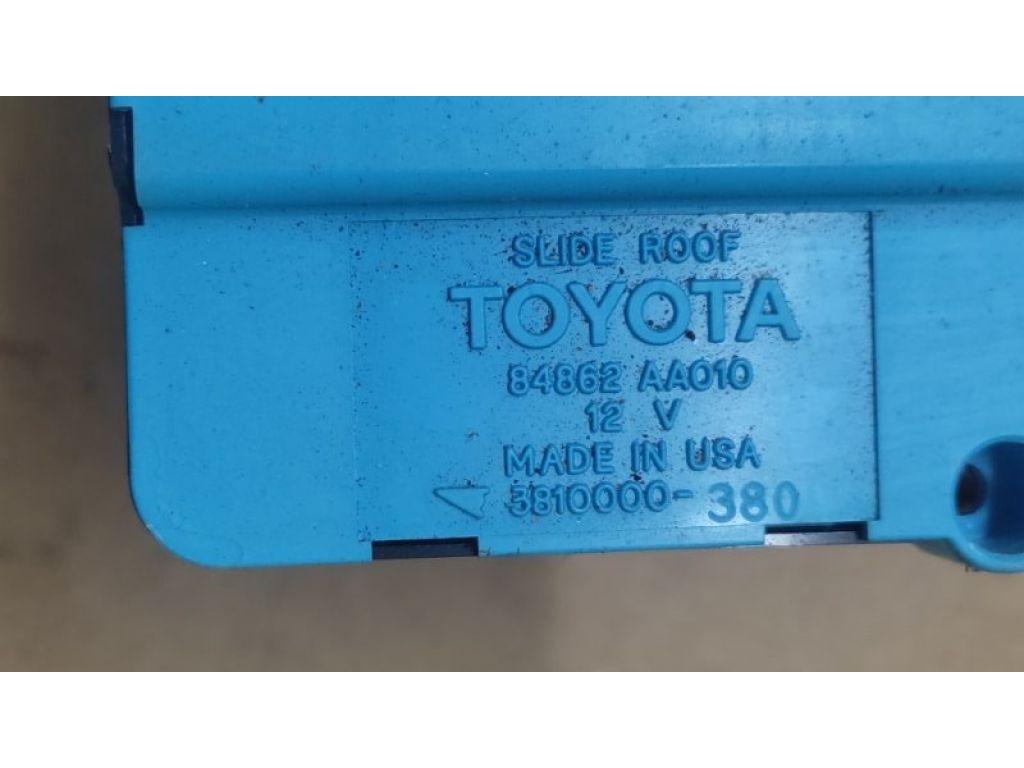 SLIDE ROOF
TOYOTA
84862 AA010
12 V
MADE IN USA
3810000-380